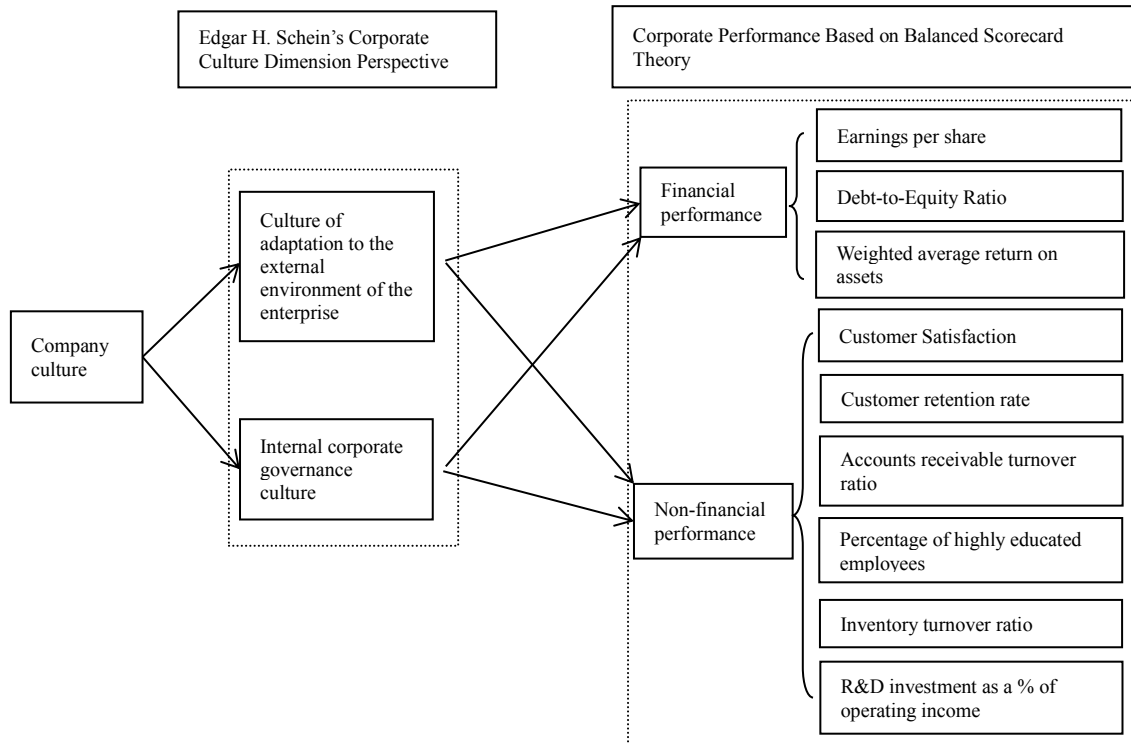 Edgar H. Schein's Corporate
Culture Dimension Perspective
Corporate Performance Based on Balanced Scorecard
Theory
Company
culture
Culture of
adaptation to the
external
environment of the
enterprise
Internal corporate
governance
culture
Financial
performance
Non-financial
performance
Earnings per share
Debt-to-Equity Ratio
Weighted average return on
assets
Customer Satisfaction
Customer retention rate
Accounts receivable turnover
ratio
Percentage of highly educated
employees
Inventory turnover ratio
R&D investment as a % of
operating income